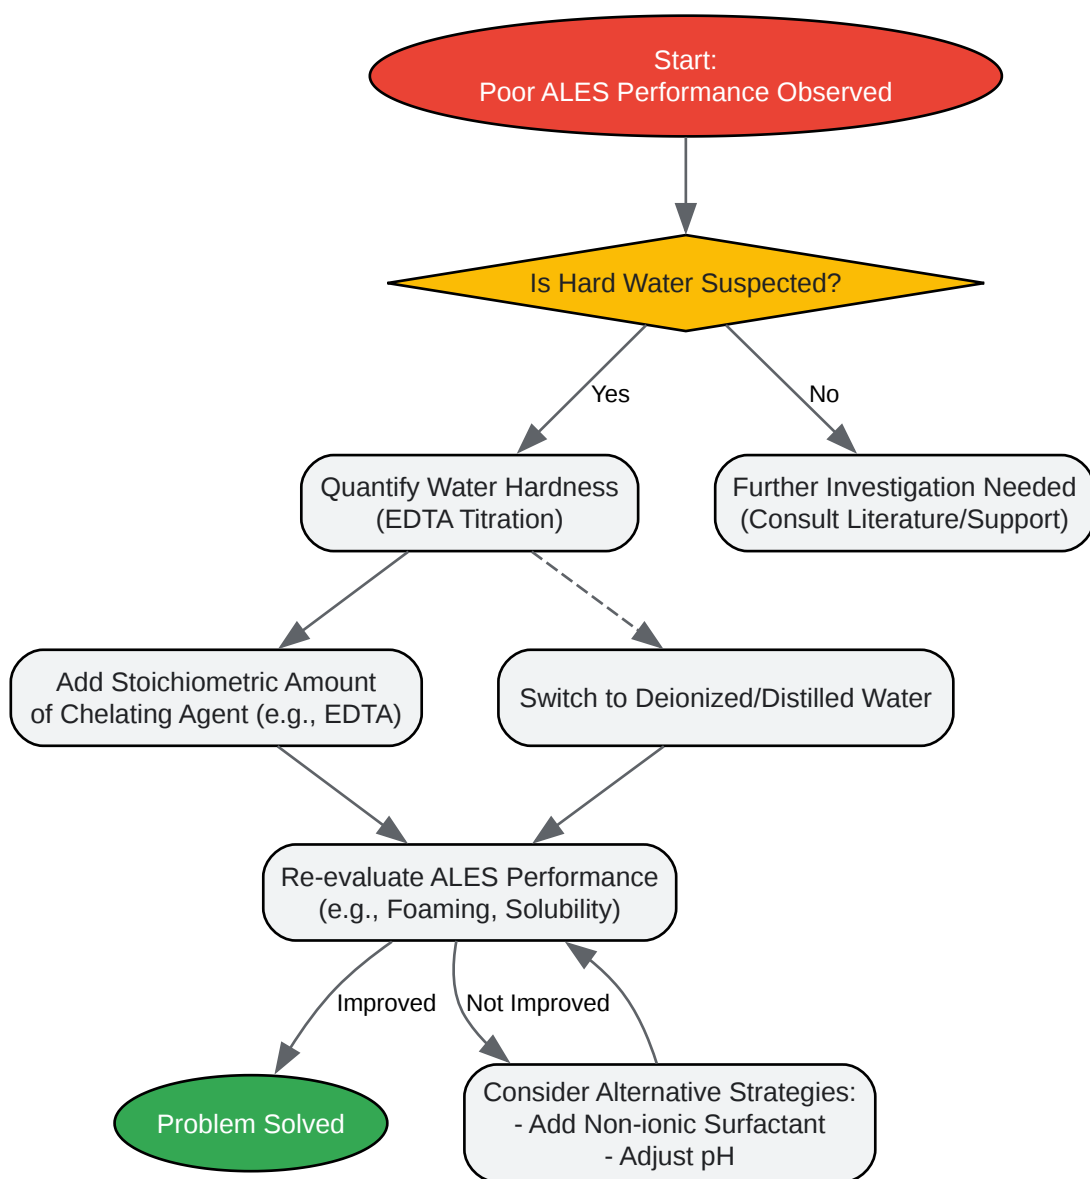 Start:
Poor ALES Performance Observed
Is Hard Water Suspected?
Yes
No
Quantify Water Hardness
(EDTA Titration)
Further Investigation Needed
(Consult Literature/Support)
Add Stoichiometric Amount
of Chelating Agent (e.g., EDTA)
Switch to Deionized/Distilled Water
Re-evaluate ALES Performance
(e.g., Foaming, Solubility)
Improved
Not Improved
Problem Solved
Consider Alternative Strategies:
- Add Non-ionic Surfactant
- Adjust pH